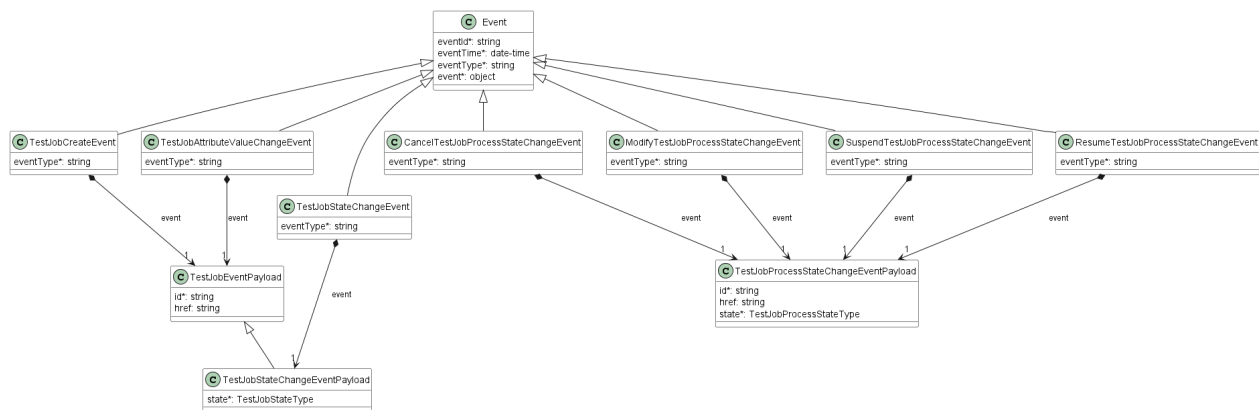 C Event
eventId*: string
eventTime*: date-time
eventType*: string
event*: object
C TestJobCreateEvent
eventType*: string
C TestJobAttributeValueChangeEvent
eventType*: string
C CancelTestJobProcessStateChangeEvent
eventType*: string
C ModifyTestJobProcessStateChangeEvent
eventType*: string
C SuspendTestJobProcessStateChangeEvent
eventType*: string
C ResumeTestJobProcessStateChangeEvent
eventType*: string
C TestJobStateChangeEvent
eventType*: string
event
event
event
event
event
event
1
1
1
1
1
1
C TestJobEventPayload
id*: string
href: string
C TestJobProcessStateChangeEventPayload
id*: string
href: string
state*: TestJobProcessStateType
event
1
C TestJobStateChangeEventPayload
state*: TestJobStateType